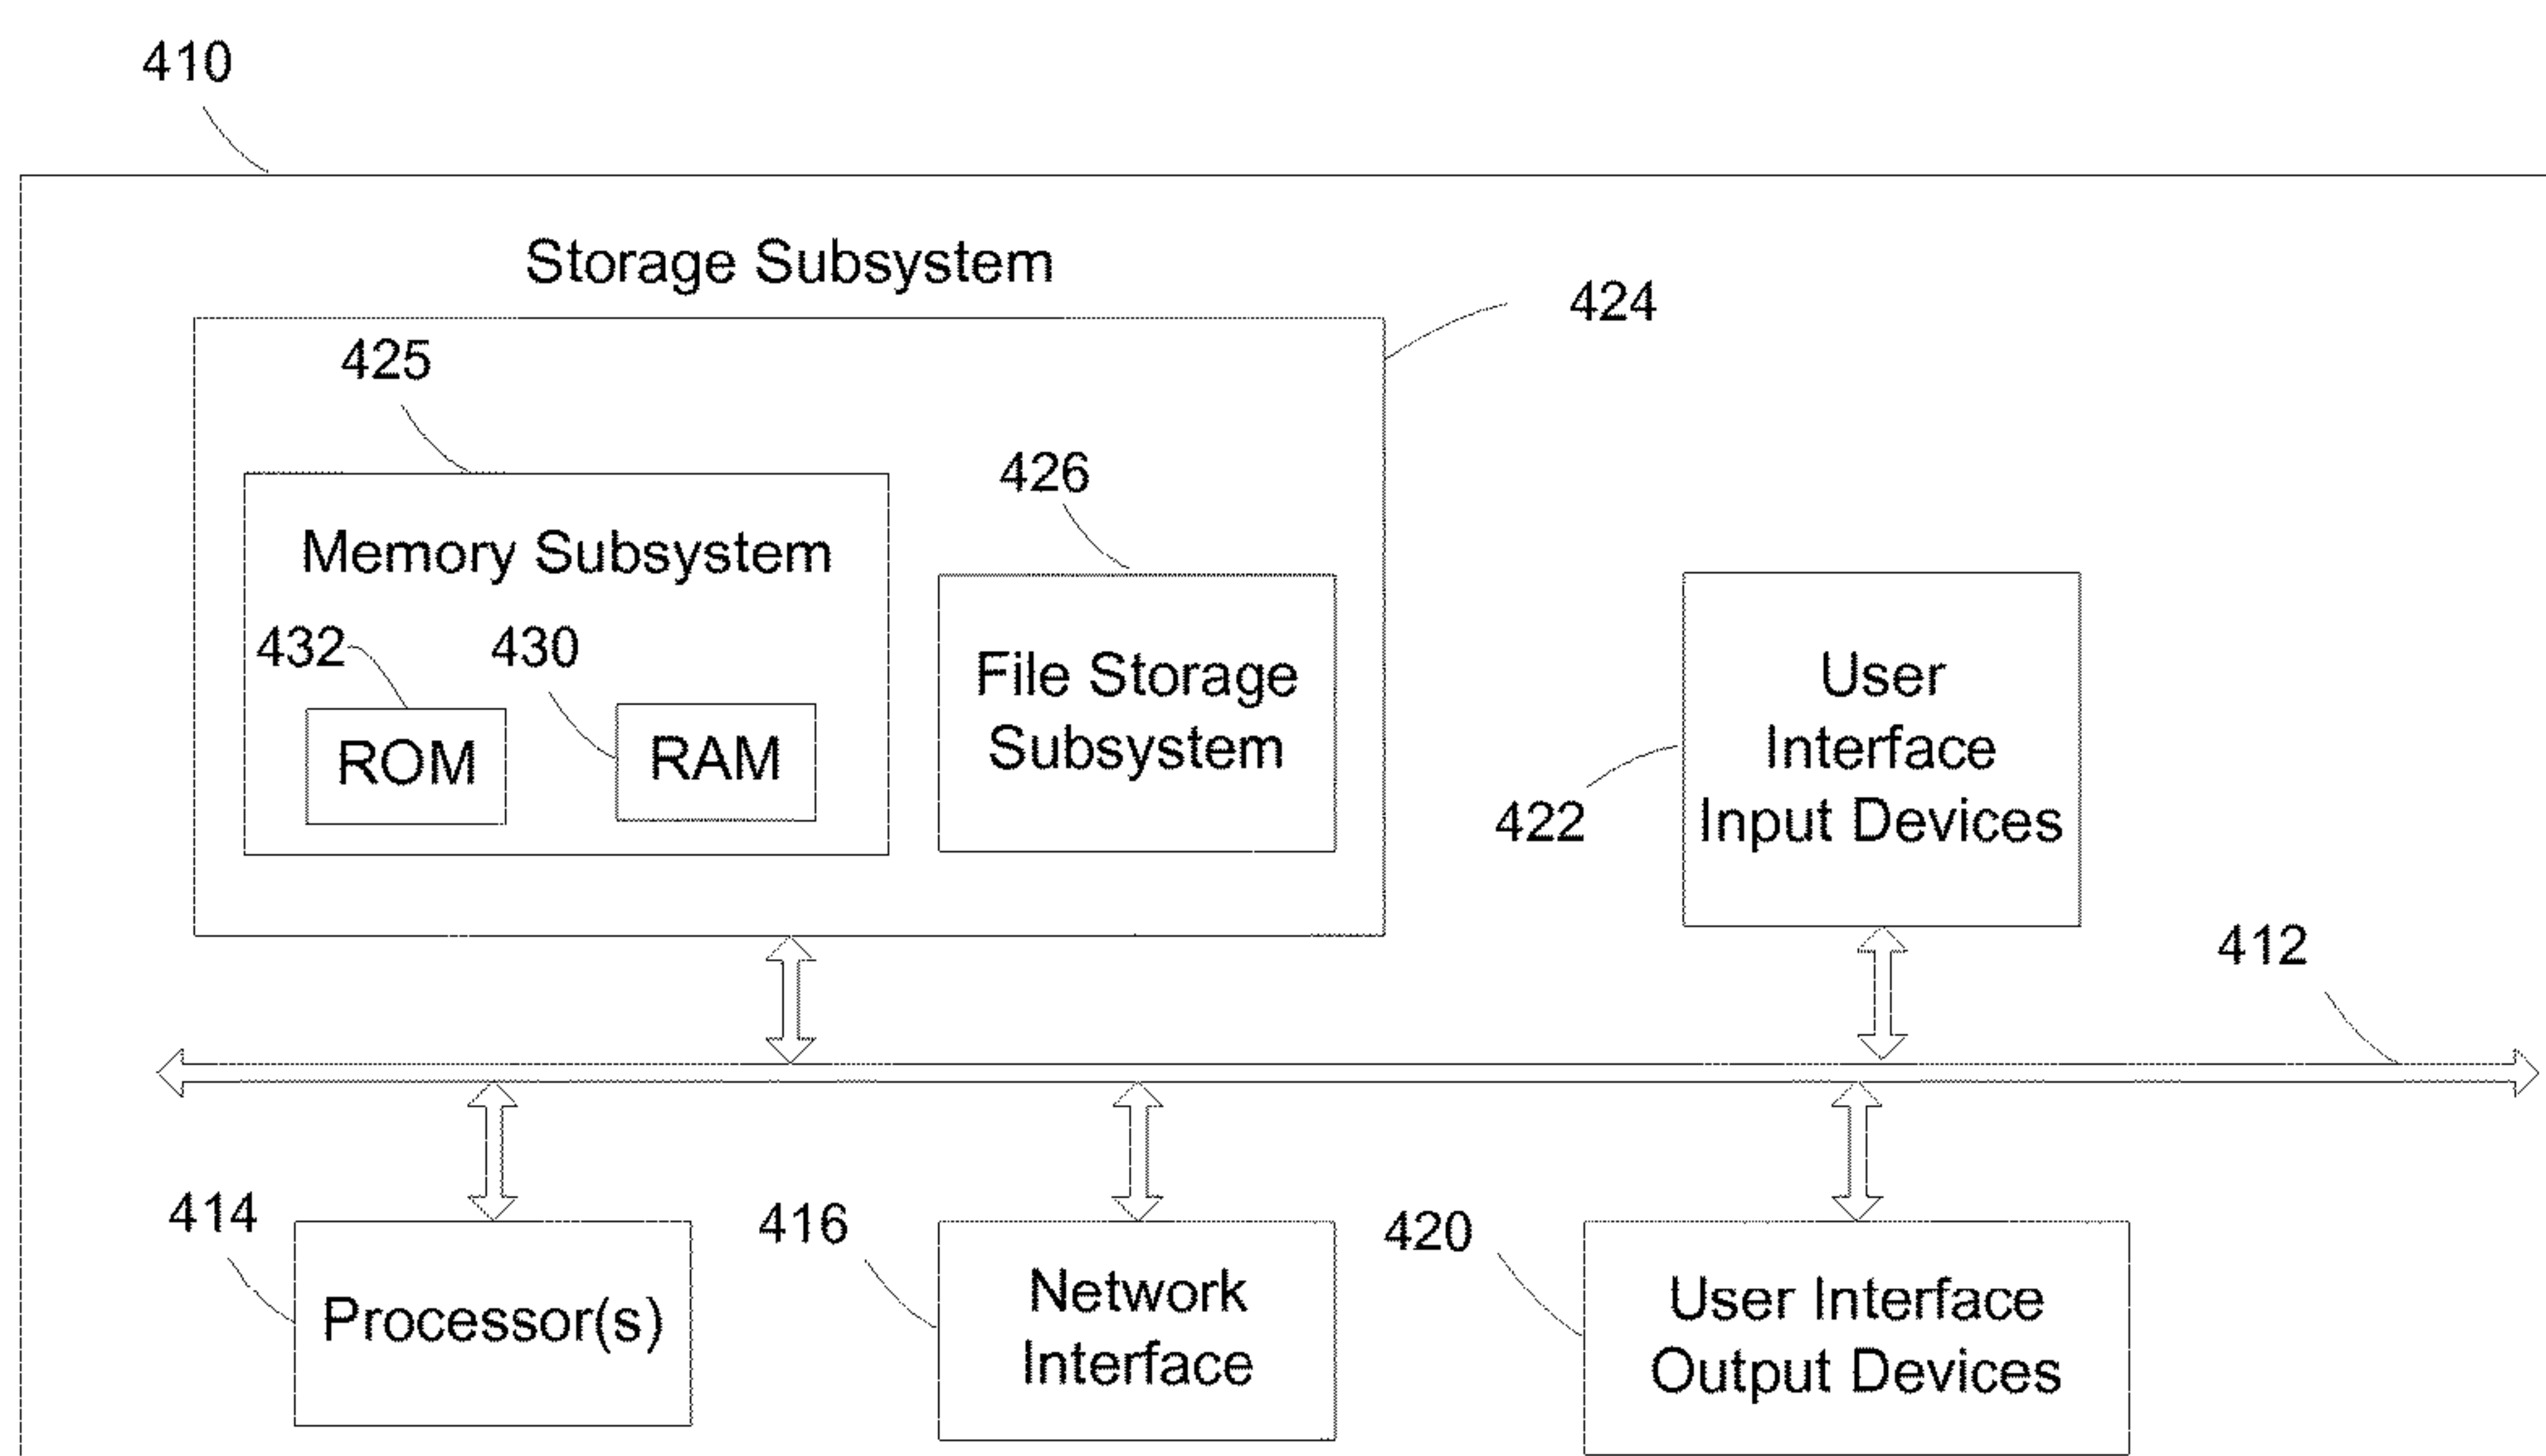 410
Storage Subsystem
424
425
426
Memory Subsystem
432
430
ROM
RAM
File Storage
Subsystem
User
Interface
Input Devices
422
412
414
Processor(s)
416
Network
Interface
420
User Interface
Output Devices